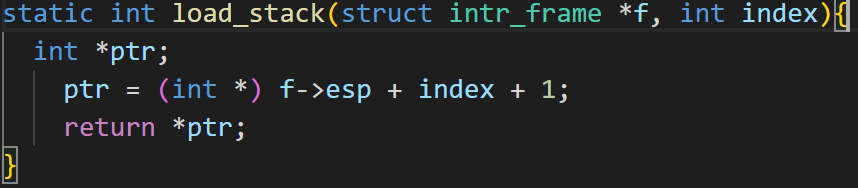 static int load_stack(struct intr_frame *f, int index){
  int *ptr;
    ptr = (int *) f->esp + index + 1;
    return *ptr;
}